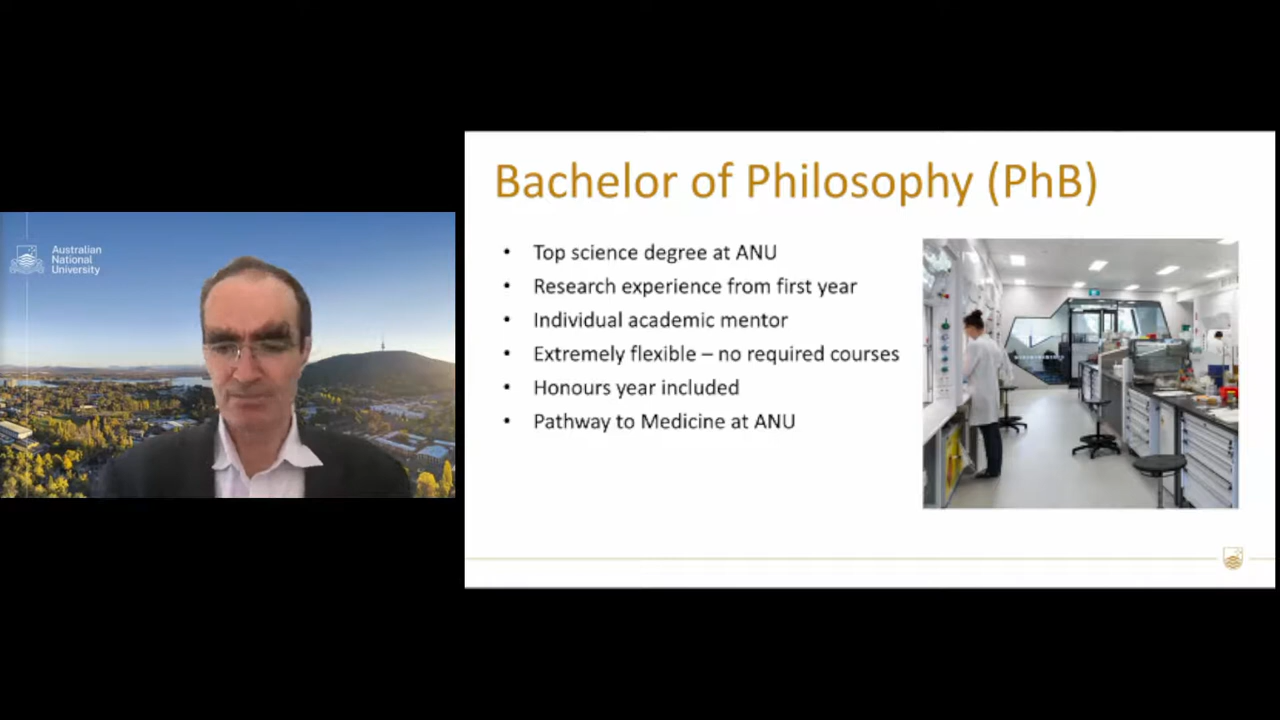 Australian
National
University
Bachelor of Philosophy (PhB)
• Top science degree at ANU
• Research experience from first year
• Individual academic mentor
• Extremely flexible – no required courses
• Honours year included
• Pathway to Medicine at ANU